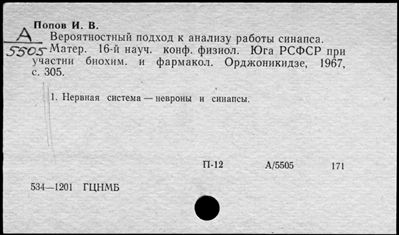 Попов И. В.
А Вероятностный подход к анализу работы синапса.
5505 Матер. 16-й науч. конф. физиол. Юга РСФСР при
участии биохим. и фармакол. Орджоникидзе, 1967,
с. 305.
1. Нервная система — невроны и синапсы.
П-12 А/5505 171
534—1201 ГЦНМБ